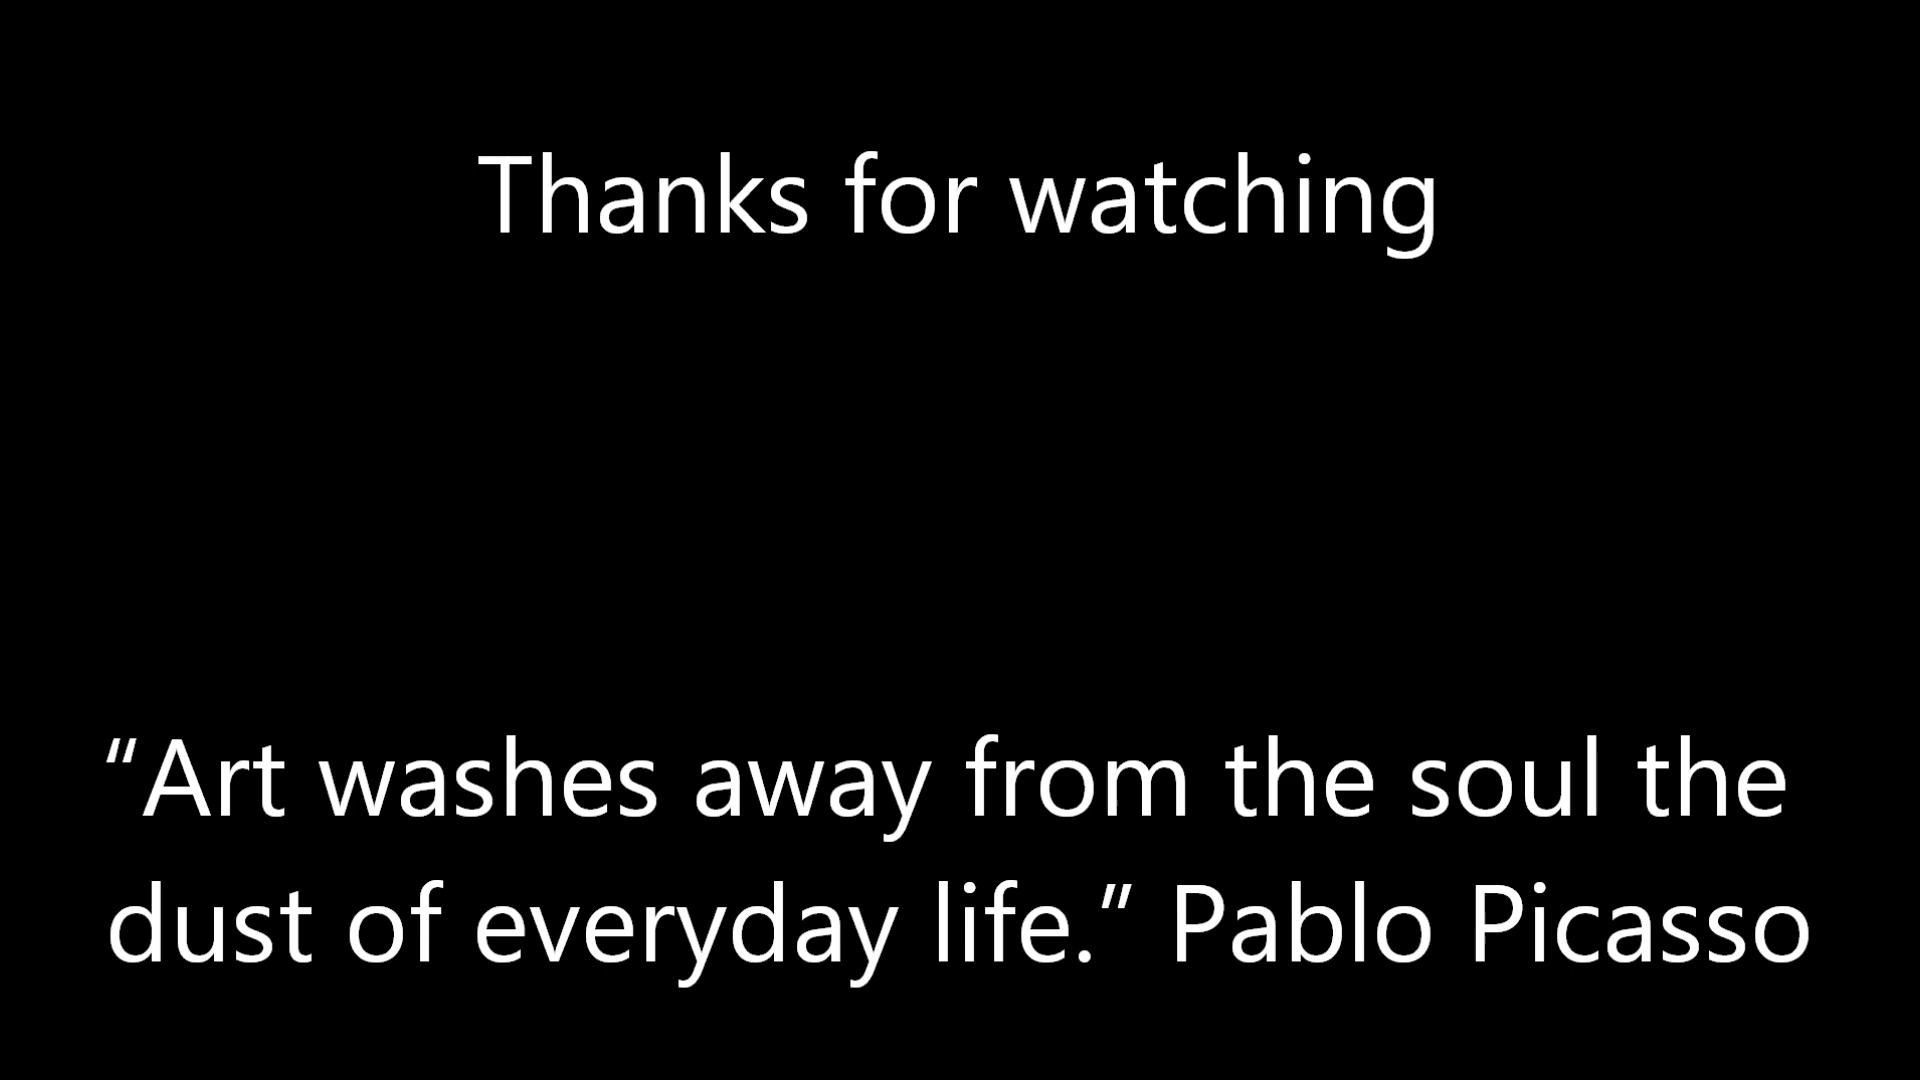 Thanks for watching
“Art washes away from the soul the
dust of everyday life.” Pablo Picasso